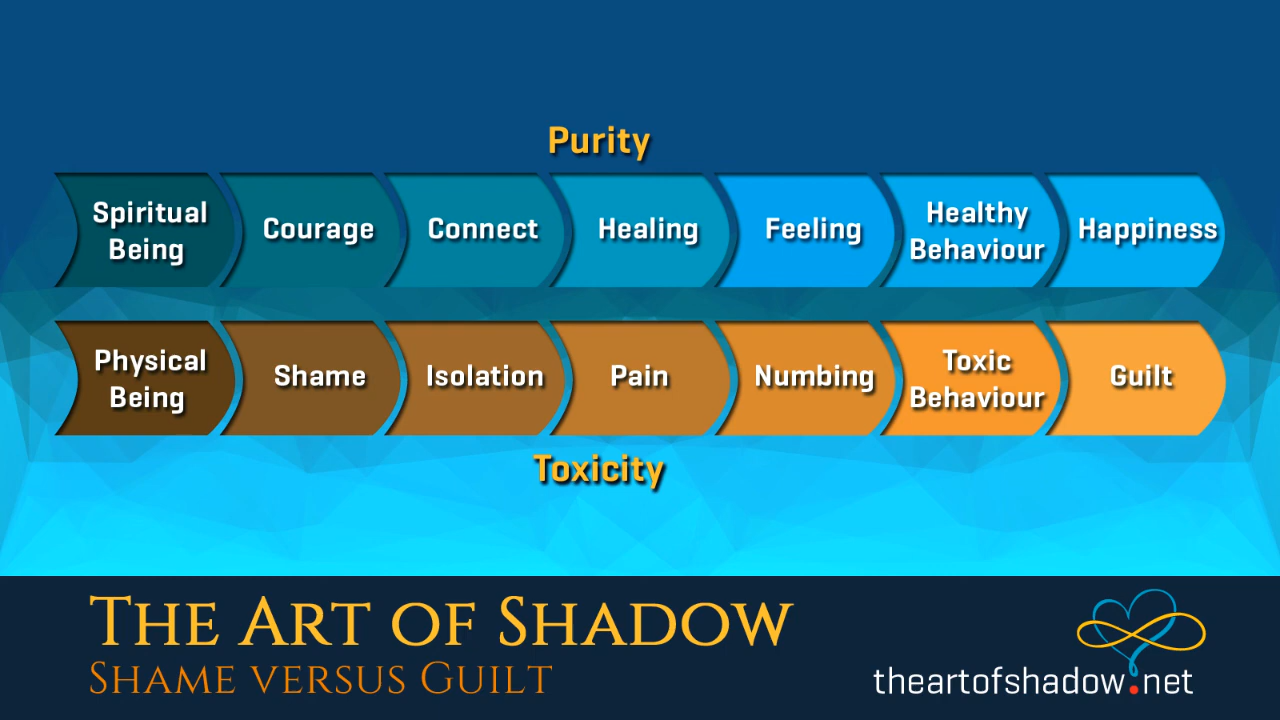 Purity
Spiritual
Being
Courage
Connect
Healing
Feeling
Healthy
Behaviour
Happiness
Physical
Being
Shame
Isolation
Pain
Numbing
Toxic
Behaviour
Guilt
Toxicity
The Art of Shadow
Shame versus Guilt
theartofshadow.net